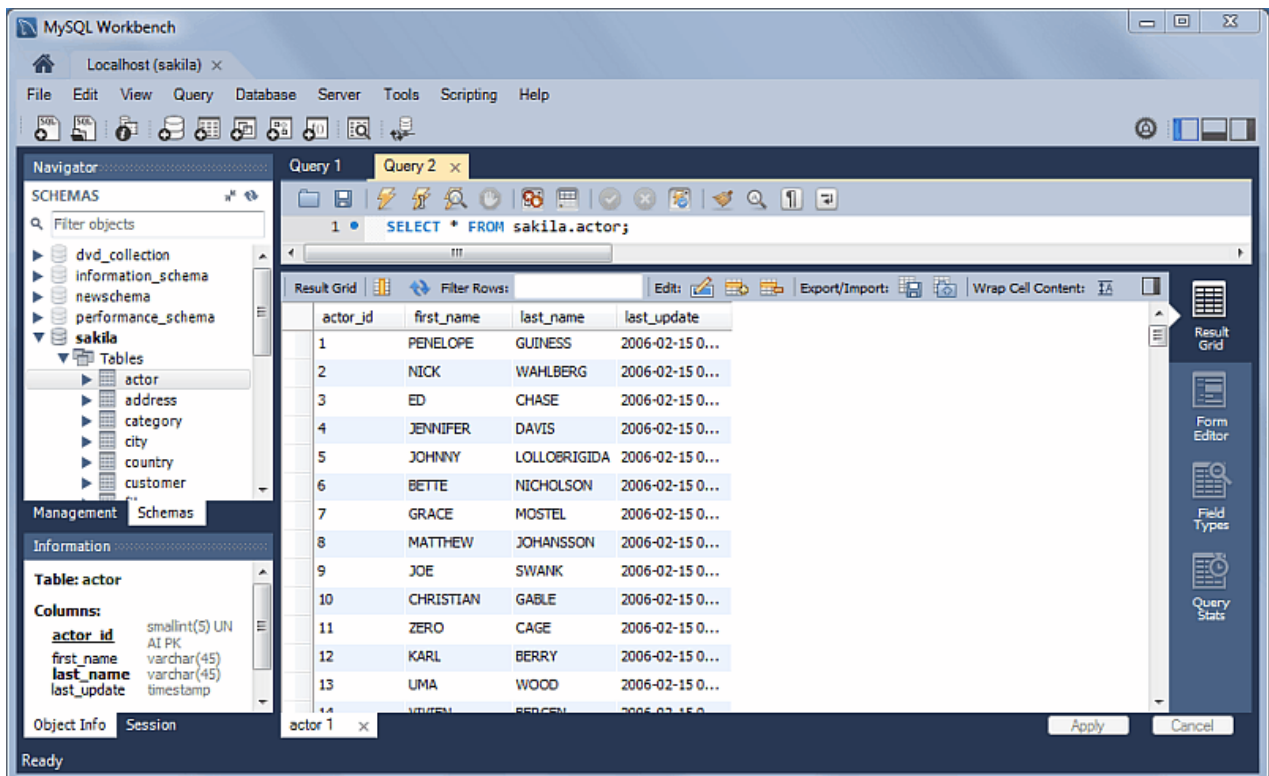 MySQL Workbench
Localhost (sakila)
File Edit View Query Database Server Tools Scripting Help
Navigator
SCHEMAS
Filter objects
dvd_collection
information_schema
newschema
performance_schema
sakila
Tables
actor
address
category
city
country
customer
Management Schemas
Information
Table: actor
Columns:
actor_id smallint(5) UN
AI PK
first_name varchar(45)
last_name varchar(45)
last_update timestamp
Object Info Session
Query 1 Query 2
1 SELECT * FROM sakila.actor;
Result Grid Filter Rows: Edit: Export/Import: Wrap Cell Content:
actor_id first_name last_name last_update
1 PENELOPE GUINESS 2006-02-15 0...
2 NICK WAHLBERG 2006-02-15 0...
3 ED CHASE 2006-02-15 0...
4 JENNIFER DAVIS 2006-02-15 0...
5 JOHNNY LOLLOBRIGIDA 2006-02-15 0...
6 BETTE NICHOLSON 2006-02-15 0...
7 GRACE MOSTEL 2006-02-15 0...
8 MATTHEW JOHANSSON 2006-02-15 0...
9 JOE SWANK 2006-02-15 0...
10 CHRISTIAN GABLE 2006-02-15 0...
11 ZERO CAGE 2006-02-15 0...
12 KARL BERRY 2006-02-15 0...
13 UMA WOOD 2006-02-15 0...
actor 1
Result
Grid
Form
Editor
Field
Types
Query
Stats
Apply Cancel
Ready